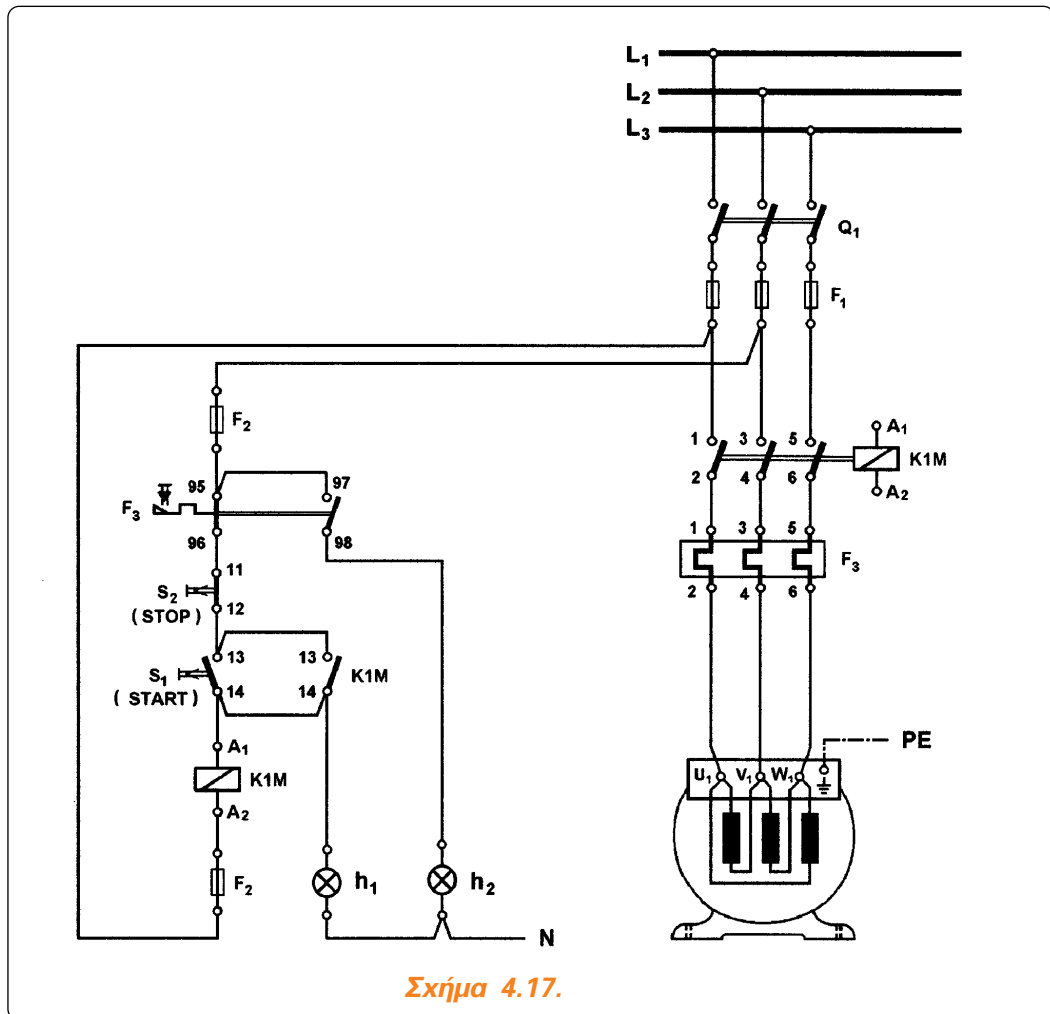 L1
L2
L3
Q1
F1
F2
1 3 5 A1
K1M
2 4 6 A2
95 97
F3
96 98
1 3 5
F3
2 4 6
11
S2
(STOP)
12
13 13
S1 K1M
(START) 14 14
PE
A1
U1 V1 W1
K1M
A2
F2 h1 h2
N
Σχήμα 4.17.